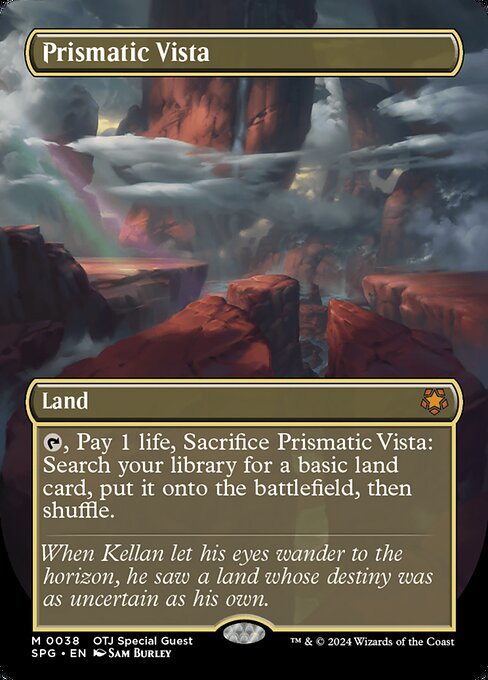 Prismatic Vista
Land
, Pay 1 life, Sacrifice Prismatic Vista:
Search your library for a basic land
card, put it onto the battlefield, then
shuffle.
When Kellan let his eyes wander to the
horizon, he saw a land whose destiny was
as uncertain as his own.
M 0038 OTJ Special Guest
SPG • EN Sam Burley
™ & © 2024 Wizards of the Coast